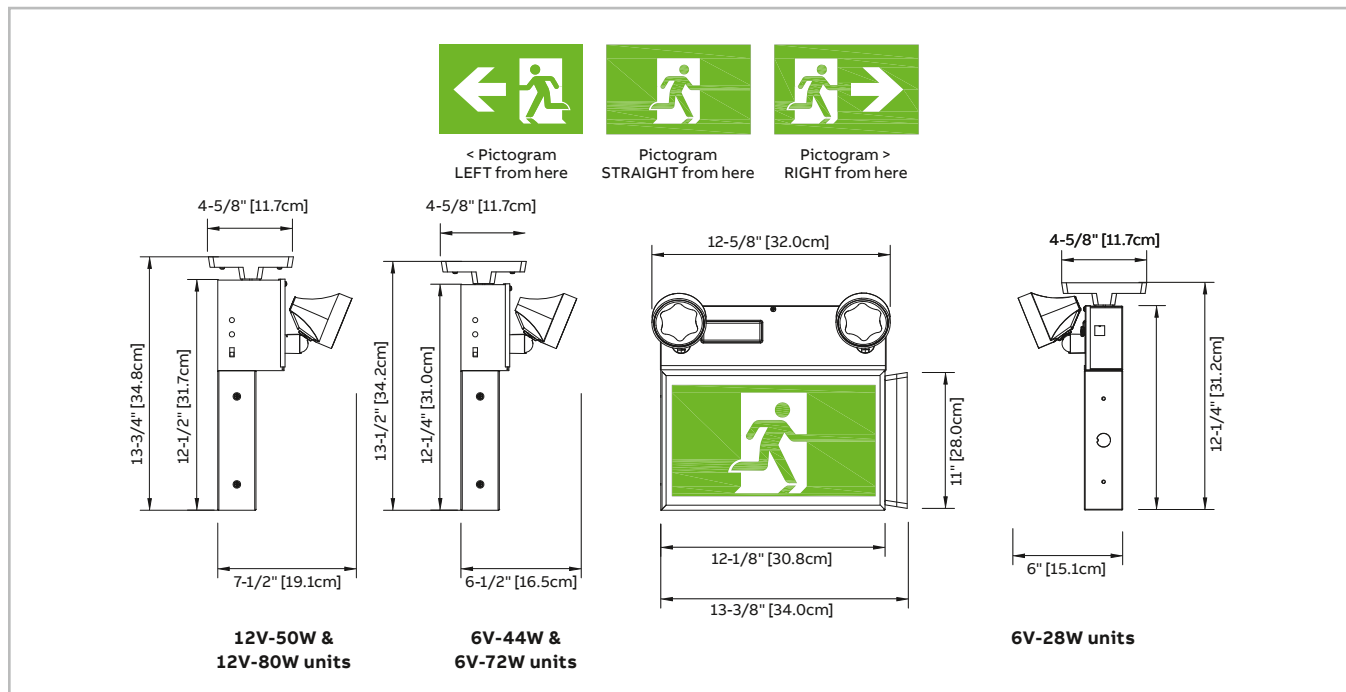 < Pictogram
LEFT from here
Pictogram
STRAIGHT from here
Pictogram >
RIGHT from here
4-5/8" [11.7cm]
13-3/4" [34.8cm]
12-1/2" [31.7cm]
7-1/2" [19.1cm]
12V-50W &
12V-80W units
4-5/8" [11.7cm]
13-1/2" [34.2cm]
12-1/4" [31.0cm]
6-1/2" [16.5cm]
6V-44W &
6V-72W units
12-5/8" [32.0cm]
11" [28.0cm]
12-1/8" [30.8cm]
13-3/8" [34.0cm]
4-5/8" [11.7cm]
12-1/4" [31.2cm]
6" [15.1cm]
6V-28W units